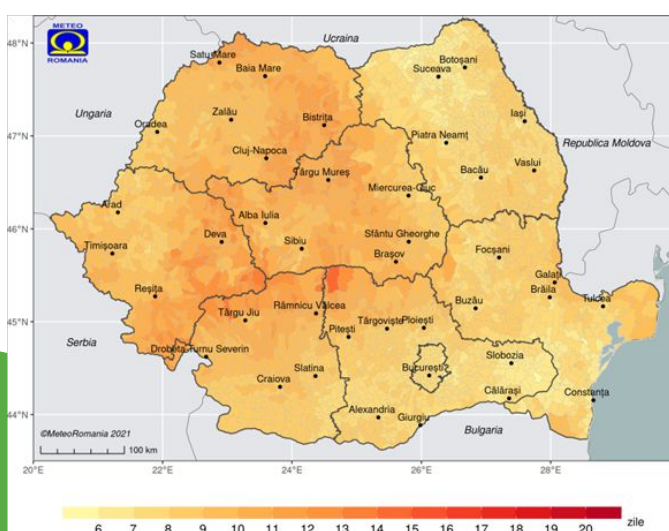 METEO
ROMANIA
Ucraina
48°N
Satu Mare
Botoșani
Baia Mare
Suceava
Ungaria
Zalău
Iași
Oradea
Bistrița
47°N
Piatra Neamț
Republica Moldova
Cluj-Napoca
Târgu Mureș
Bacău
Vaslui
Miercurea-Ciuc
Arad
Alba Iulia
46°N
Deva
Sfântu Gheorghe
Timișoara
Sibiu
Focșani
Brașov
Galați
Reșița
Brăila
Tulcea
Râmnicu Vâlcea
Buzău
45°N
Târgu Jiu
Târgoviște
Ploiești
Serbia
Pitești
Drobeta-Turnu Severin
Slobozia
Slatina
București
Craiova
Călărași
Constanța
44°N
Alexandria
Giurgiu
©MeteoRomania 2021
Bulgaria
100 km
20°E
22°E
24°E
26°E
28°E
6 7 8 9 10 11 12 13 14 15 16 17 18 19 20 zile